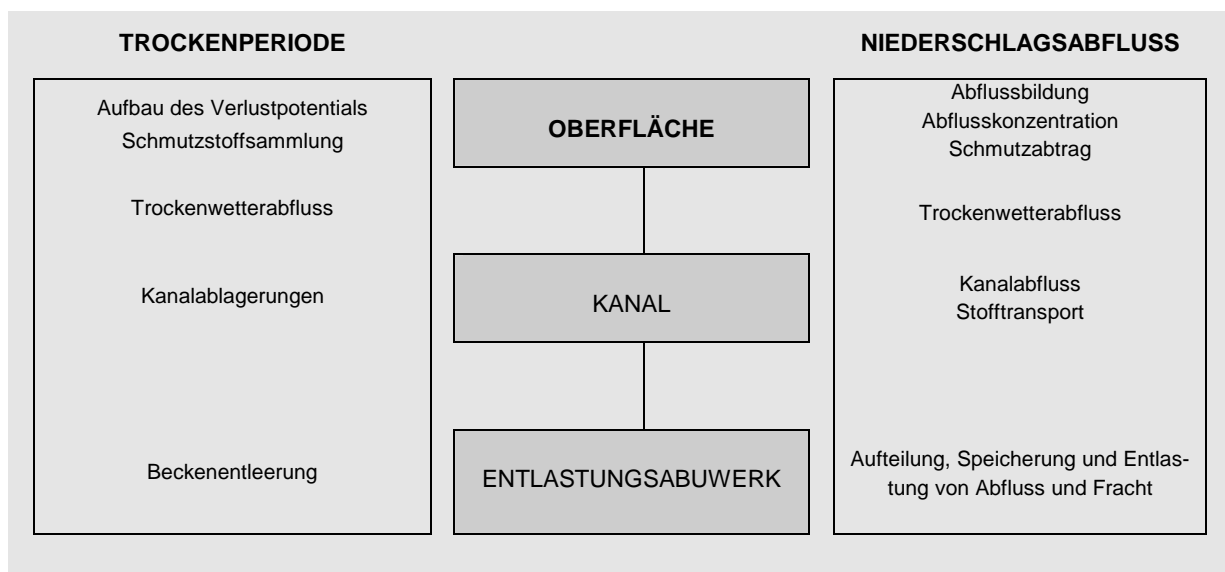 TROCKENPERIODE
NIEDERSCHLAGSABFLUSS
Aufbau des Verlustpotentials
Schmutzstoffsammlung
Trockenwetterabfluss
Kanalablagerungen
Beckenentleerung
OBERFLÄCHE
KANAL
ENTLASTUNGSABUWERK
Abflussbildung
Abflusskonzentration
Schmutzabtrag
Trockenwetterabfluss
Kanalabfluss
Stofftransport
Aufteilung, Speicherung und Entlas-
tung von Abfluss und Fracht